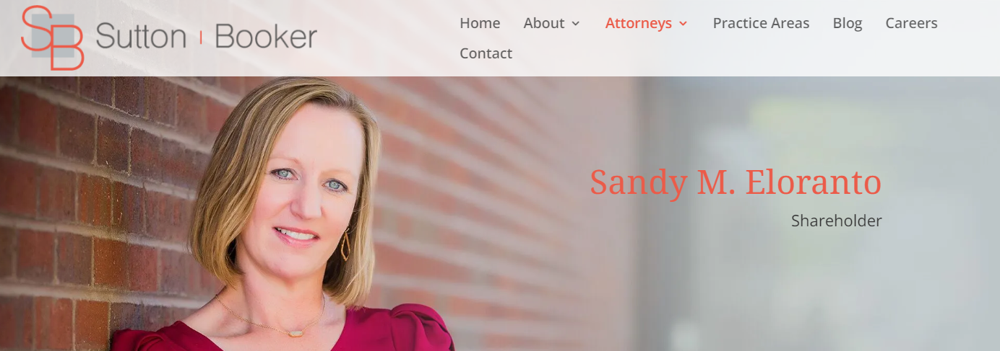 SB Sutton | Booker
Home About Attorneys Practice Areas Blog Careers
Contact
Sandy M. Eloranto
Shareholder